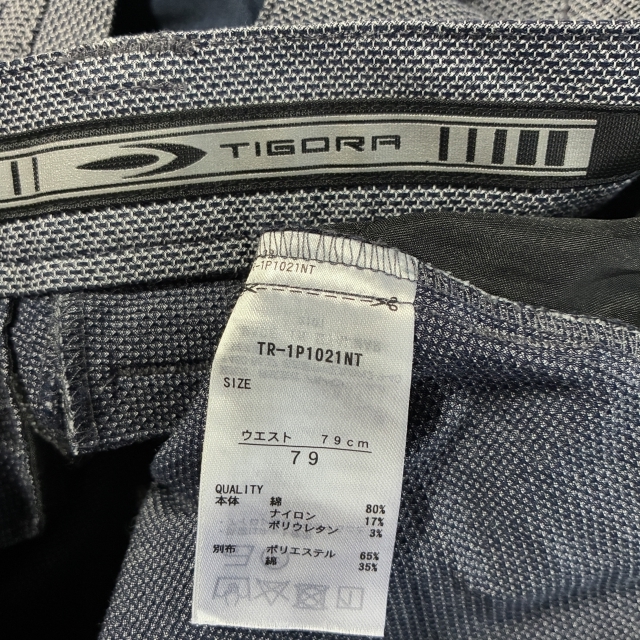 TIGORA
R-1P1021NT
TR-1P1021NT
SIZE
ウエスト 79cm
79
QUALITY
本体 綿 80%
ナイロン 17%
ポリウレタン 3%
別布 ポリエステル 65%
綿 35%